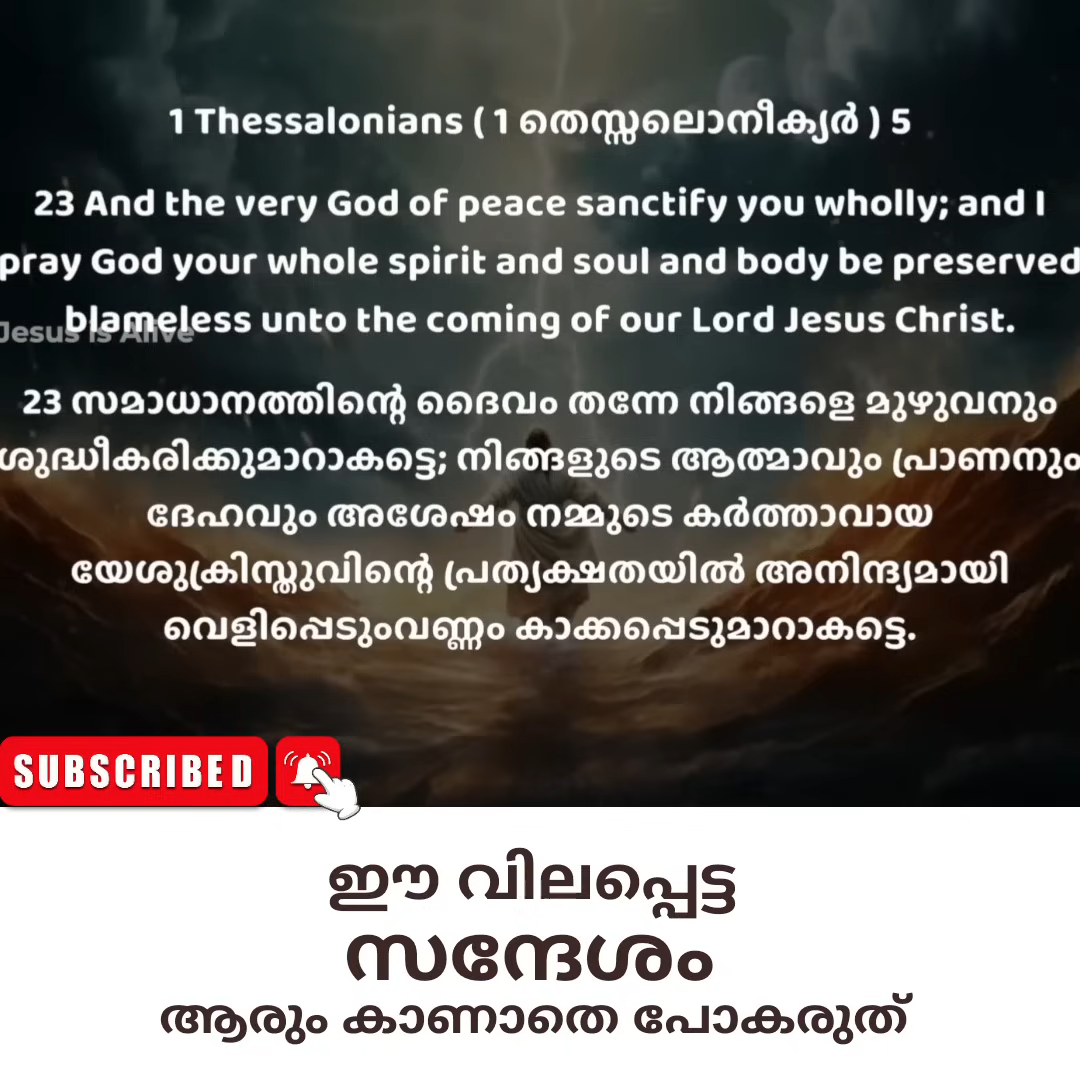 1 Thessalonians ( 1 തെസ്സലൊനീക്യർ ) 5
23 And the very God of peace sanctify you wholly; and I
pray God your whole spirit and soul and body be preserved
blameless unto the coming of our Lord Jesus Christ.
Jesus is Alive
23 സമാധാനത്തിന്റെ ദൈവം തന്നേ നിങ്ങളെ മുഴുവനും
ശുദ്ധീകരിക്കുമാറാകട്ടെ; നിങ്ങളുടെ ആത്മാവും പ്രാണനും
ദേഹവും അശേഷം നമ്മുടെ കർത്താവായ
യേശുക്രിസ്തുവിന്റെ പ്രത്യക്ഷതയിൽ അനിന്ദ്യമായി
വെളിപ്പെടുംവണ്ണം കാക്കപ്പെടുമാറാകട്ടെ.
SUBSCRIBED
ഈ വിലപ്പെട്ട
സന്ദേശം
ആരും കാണാതെ പോകരുത്